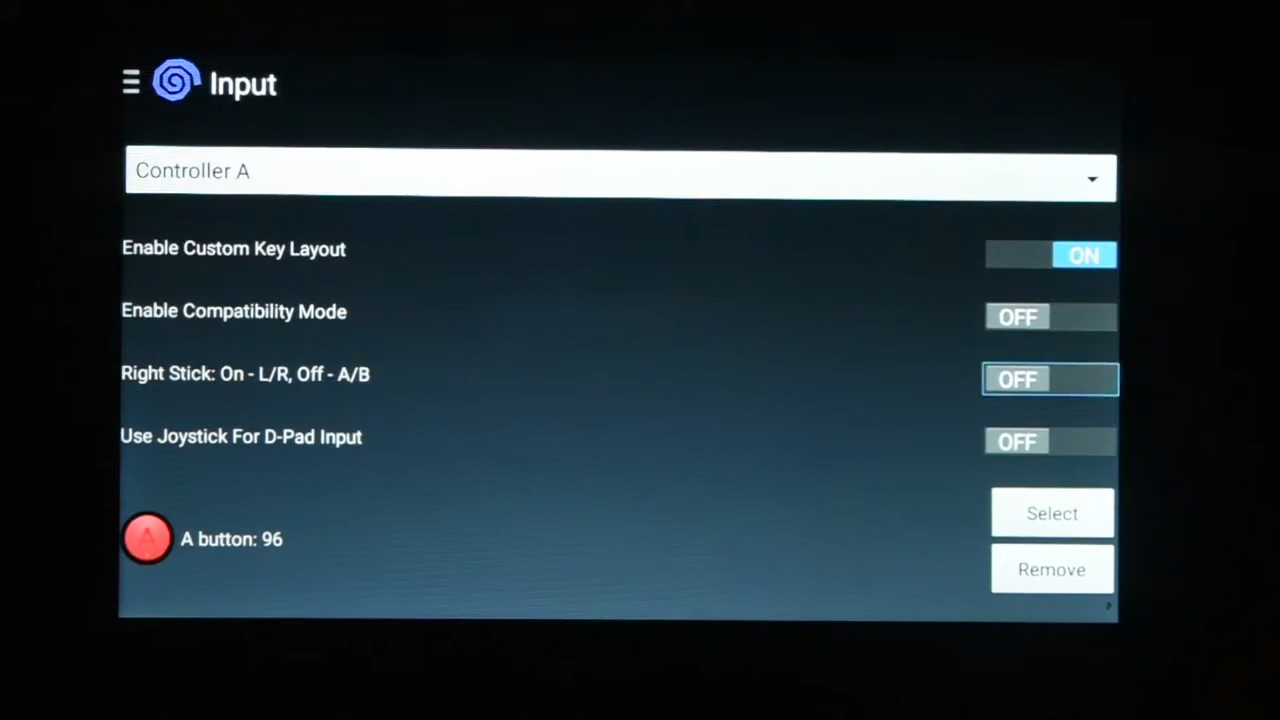 Input
Controller A
Enable Custom Key Layout ON
Enable Compatibility Mode OFF
Right Stick: On - L/R, Off - A/B OFF
Use Joystick For D-Pad Input OFF
Select
A A button: 96
Remove